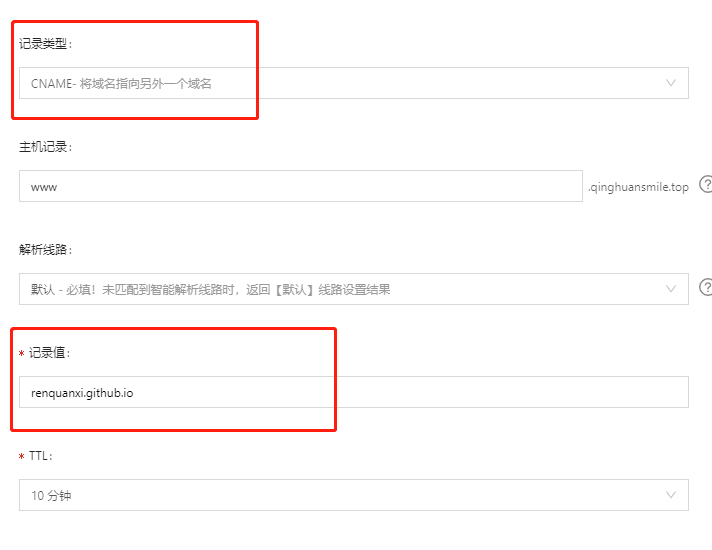 记录类型：
CNAME- 将域名指向另外一个域名
主机记录：
www .qinghuansmile.top ?
解析线路：
默认 - 必填！未匹配到智能解析线路时，返回【默认】线路设置结果 ?
* 记录值：
renquanxi.github.io
* TTL：
10 分钟